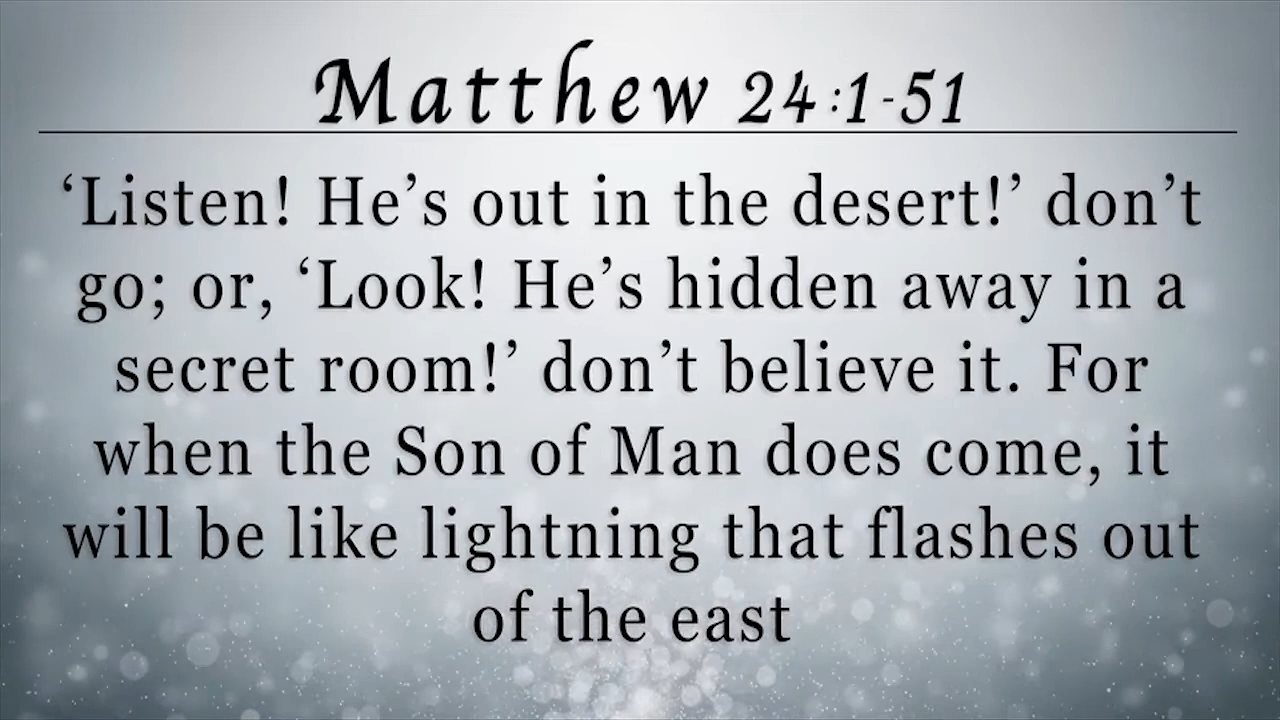 Matthew 24:1-51
‘Listen! He’s out in the desert!’ don’t
go; or, ‘Look! He’s hidden away in a
secret room!’ don’t believe it. For
when the Son of Man does come, it
will be like lightning that flashes out
of the east